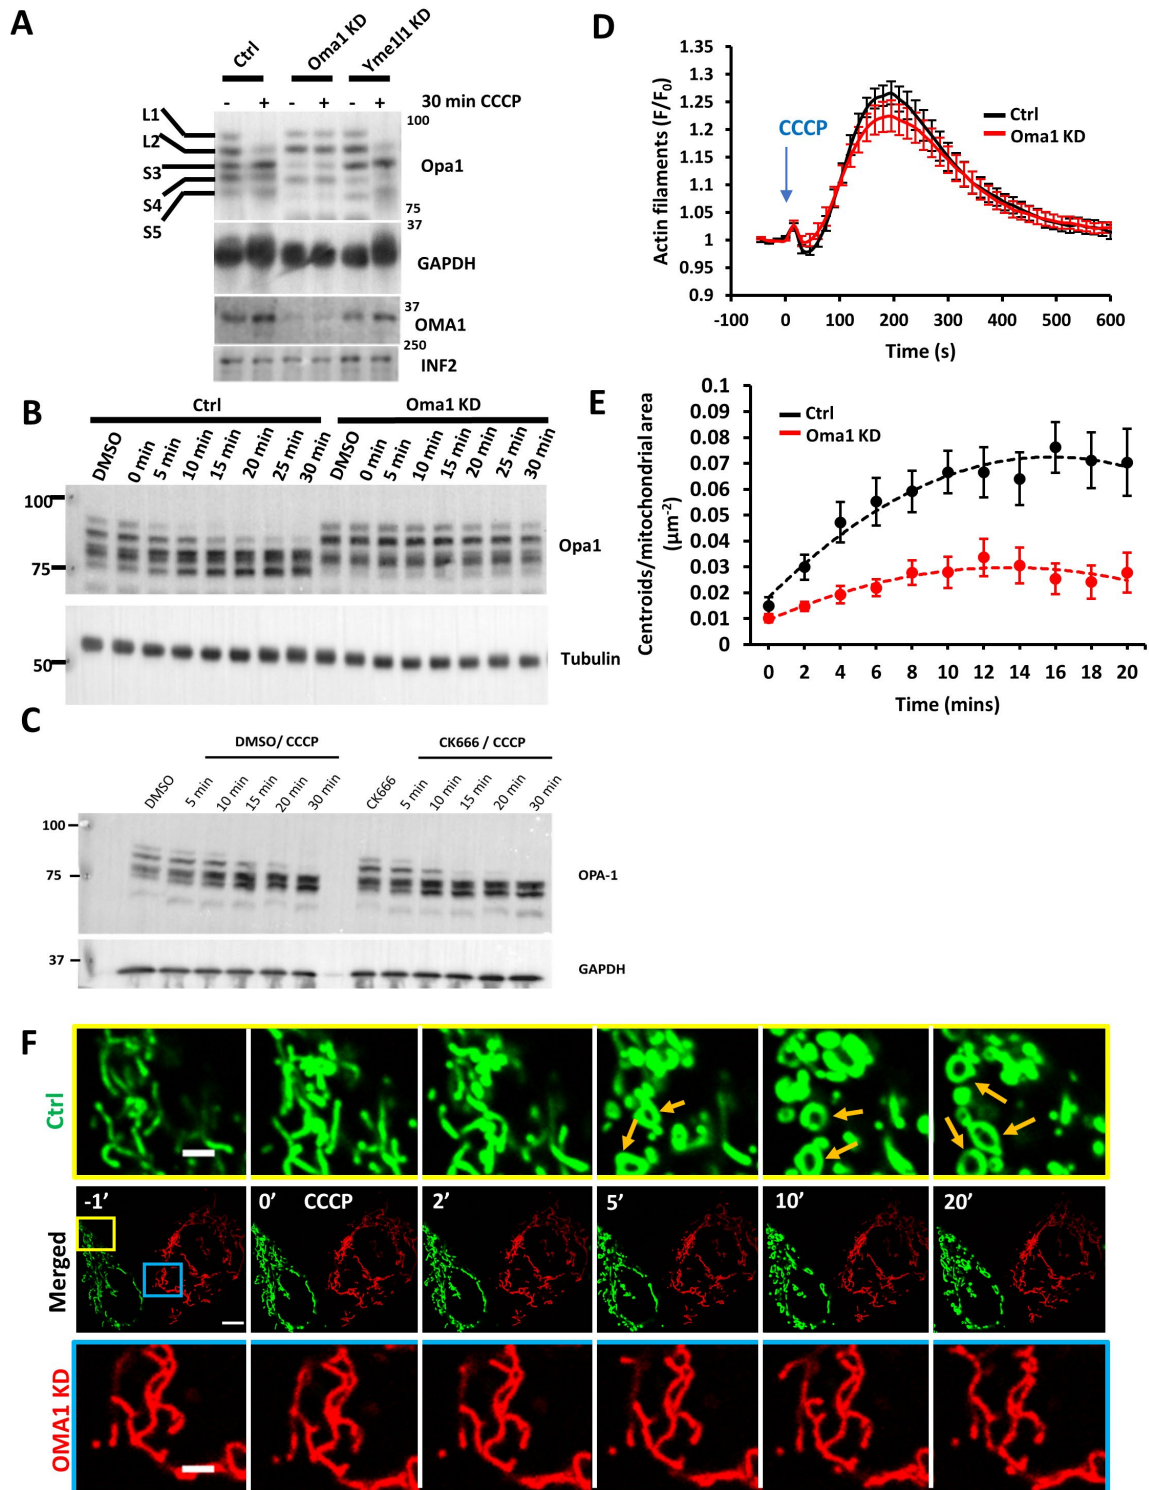 A
Ctrl
Oma1 KD
Yme1l1 KD
- + - + - + 30 min CCCP
L1
L2
S3
S4
S5
100
Opa1
75
37
GAPDH
37
OMA1
250
INF2
B
Ctrl
Oma1 KD
DMSO 0 min 5 min 10 min 15 min 20 min 25 min 30 min DMSO 0 min 5 min 10 min 15 min 20 min 25 min 30 min
100
75
Opa1
50
Tubulin
C
DMSO/ CCCP
CK666 / CCCP
DMSO 5 min 10 min 15 min 20 min 30 min CK666 5 min 10 min 15 min 20 min 30 min
100
75
OPA-1
37
GAPDH
D
Actin filaments (F/F0)
1.35
1.3
1.25
1.2
1.15
1.1
1.05
1
0.95
0.9
CCCP
Ctrl
Oma1 KD
-100 0 100 200 300 400 500 600
Time (s)
E
Centroids/mitochondrial area
(µm-2)
0.1
0.09
0.08
0.07
0.06
0.05
0.04
0.03
0.02
0.01
0
Ctrl
Oma1 KD
0 2 4 6 8 10 12 14 16 18 20
Time (mins)
F
Ctrl
Merged
-1’ 0’ CCCP 2’ 5’ 10’ 20’
OMA1 KD